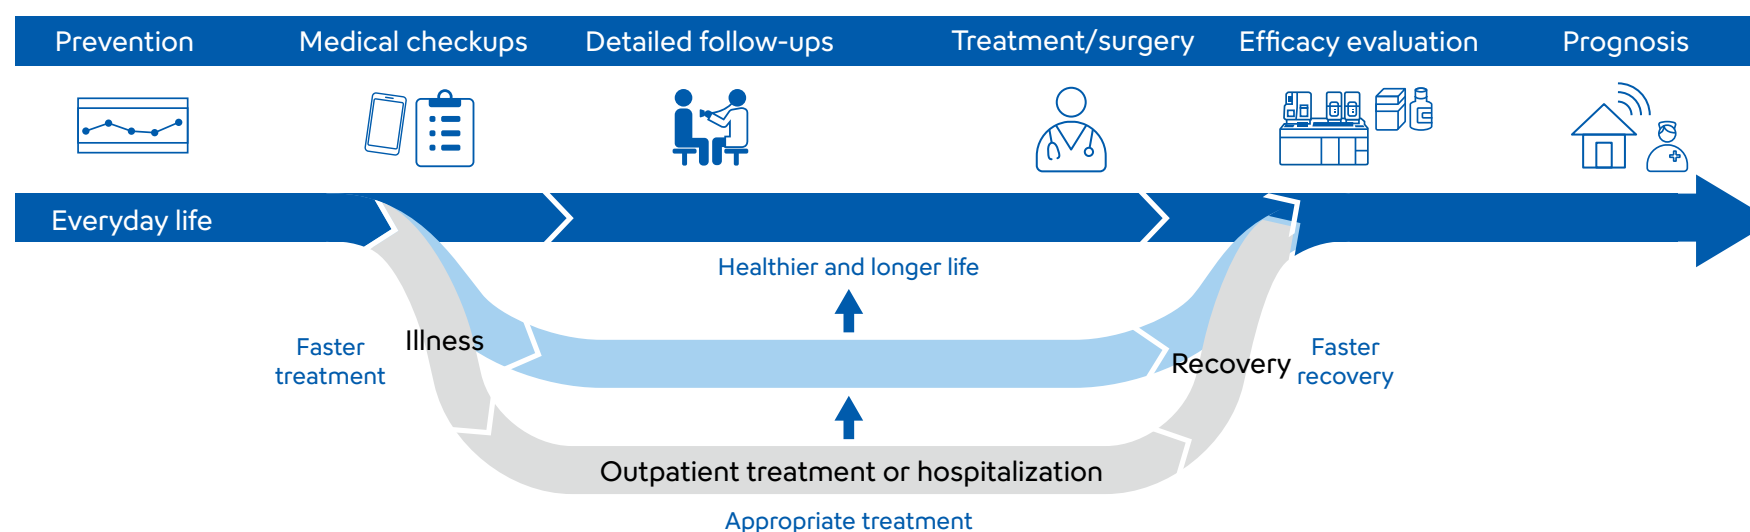 Prevention
Medical checkups
Detailed follow-ups
Treatment/surgery
Efficacy evaluation
Prognosis
Everyday life
Healthier and longer life
Illness
Faster
treatment
Recovery
Faster
recovery
Outpatient treatment or hospitalization
Appropriate treatment